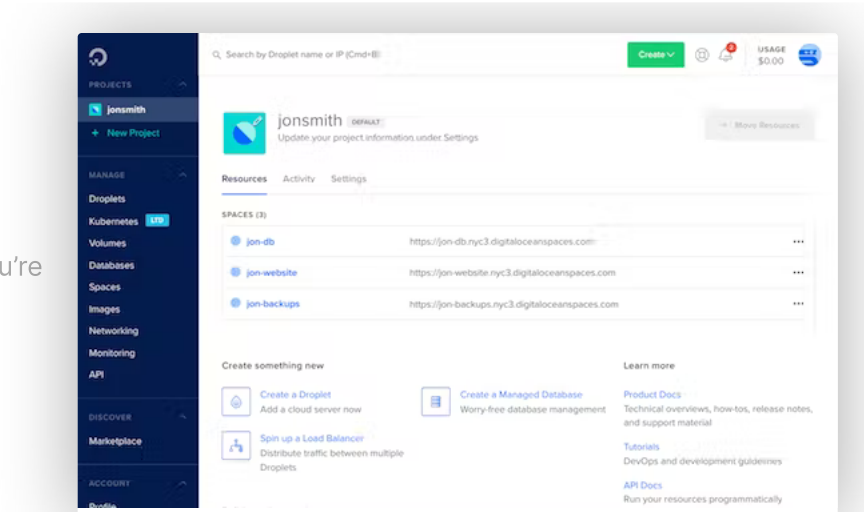 Search by Droplet name or IP (Cmd+B)
Create
USAGE
$0.00
PROJECTS
jonsmith
+ New Project
MANAGE
Droplets
Kubernetes LTD
Volumes
Databases
Spaces
Images
Networking
Monitoring
API
DISCOVER
Marketplace
ACCOUNT
Profile
u’re
jonsmith DEFAULT
Update your project information under Settings
Move Resources
Resources Activity Settings
SPACES (3)
jon-db https://jon-db.nyc3.digitaloceanspaces.com
jon-website https://jon-website.nyc3.digitaloceanspaces.com
jon-backups https://jon-backups.nyc3.digitaloceanspaces.com
Create something new
Create a Droplet
Add a cloud server now
Create a Managed Database
Worry-free database management
Spin up a Load Balancer
Distribute traffic between multiple
Droplets
Learn more
Product Docs
Technical overviews, how-tos, release notes,
and support material
Tutorials
DevOps and development guidelines
API Docs
Run your resources programmatically